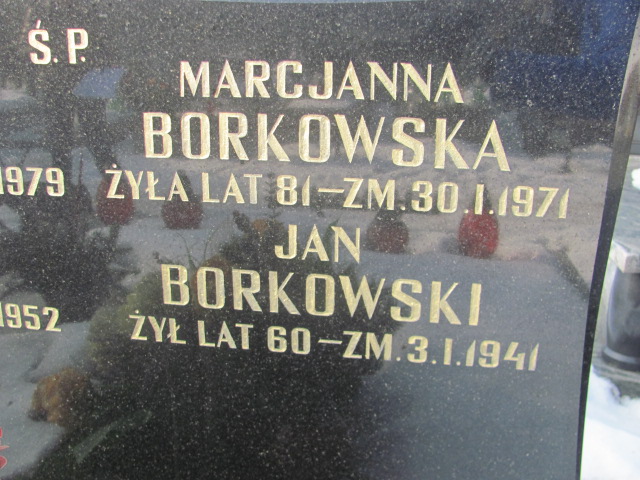 Ś.P.
MARCJANNA
BORKOWSKA
1979
ŻYŁA LAT 81-ZM.30.I.1971
JAN
BORKOWSKI
1952
ŻYŁ LAT 60-ZM.3.I.1941